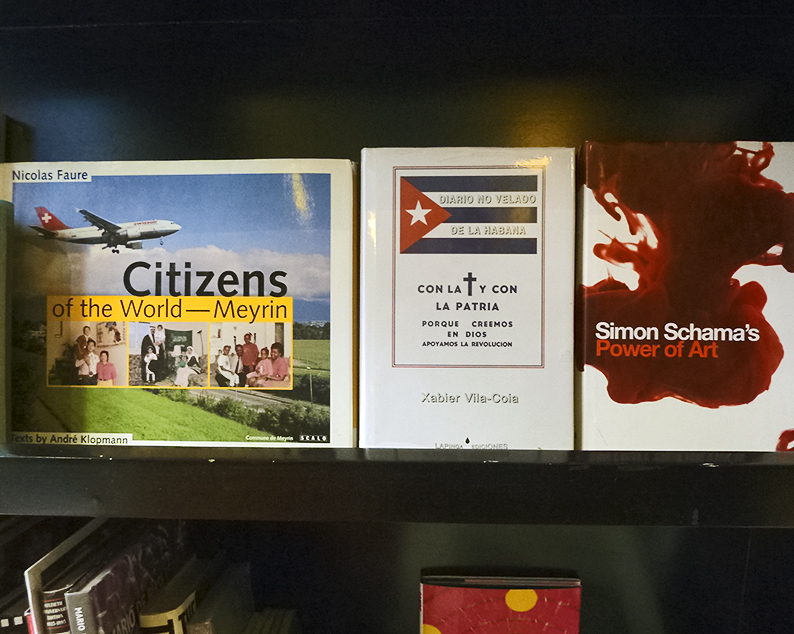 Nicolas Faure
Citizens
of the World — Meyrin
Texts by André Klopmann
Commune de Meyrin
SCALO
DIARIO NO VELADO
DE LA HABANA
CON LA Y CON
LA PATRIA
PORQUE CREEMOS
EN DIOS
APOYAMOS LA REVOLUCION
Xabier Vila-Coia
LAPINGA EDICIONES
Simon Schama's
Power of Art
MARIO